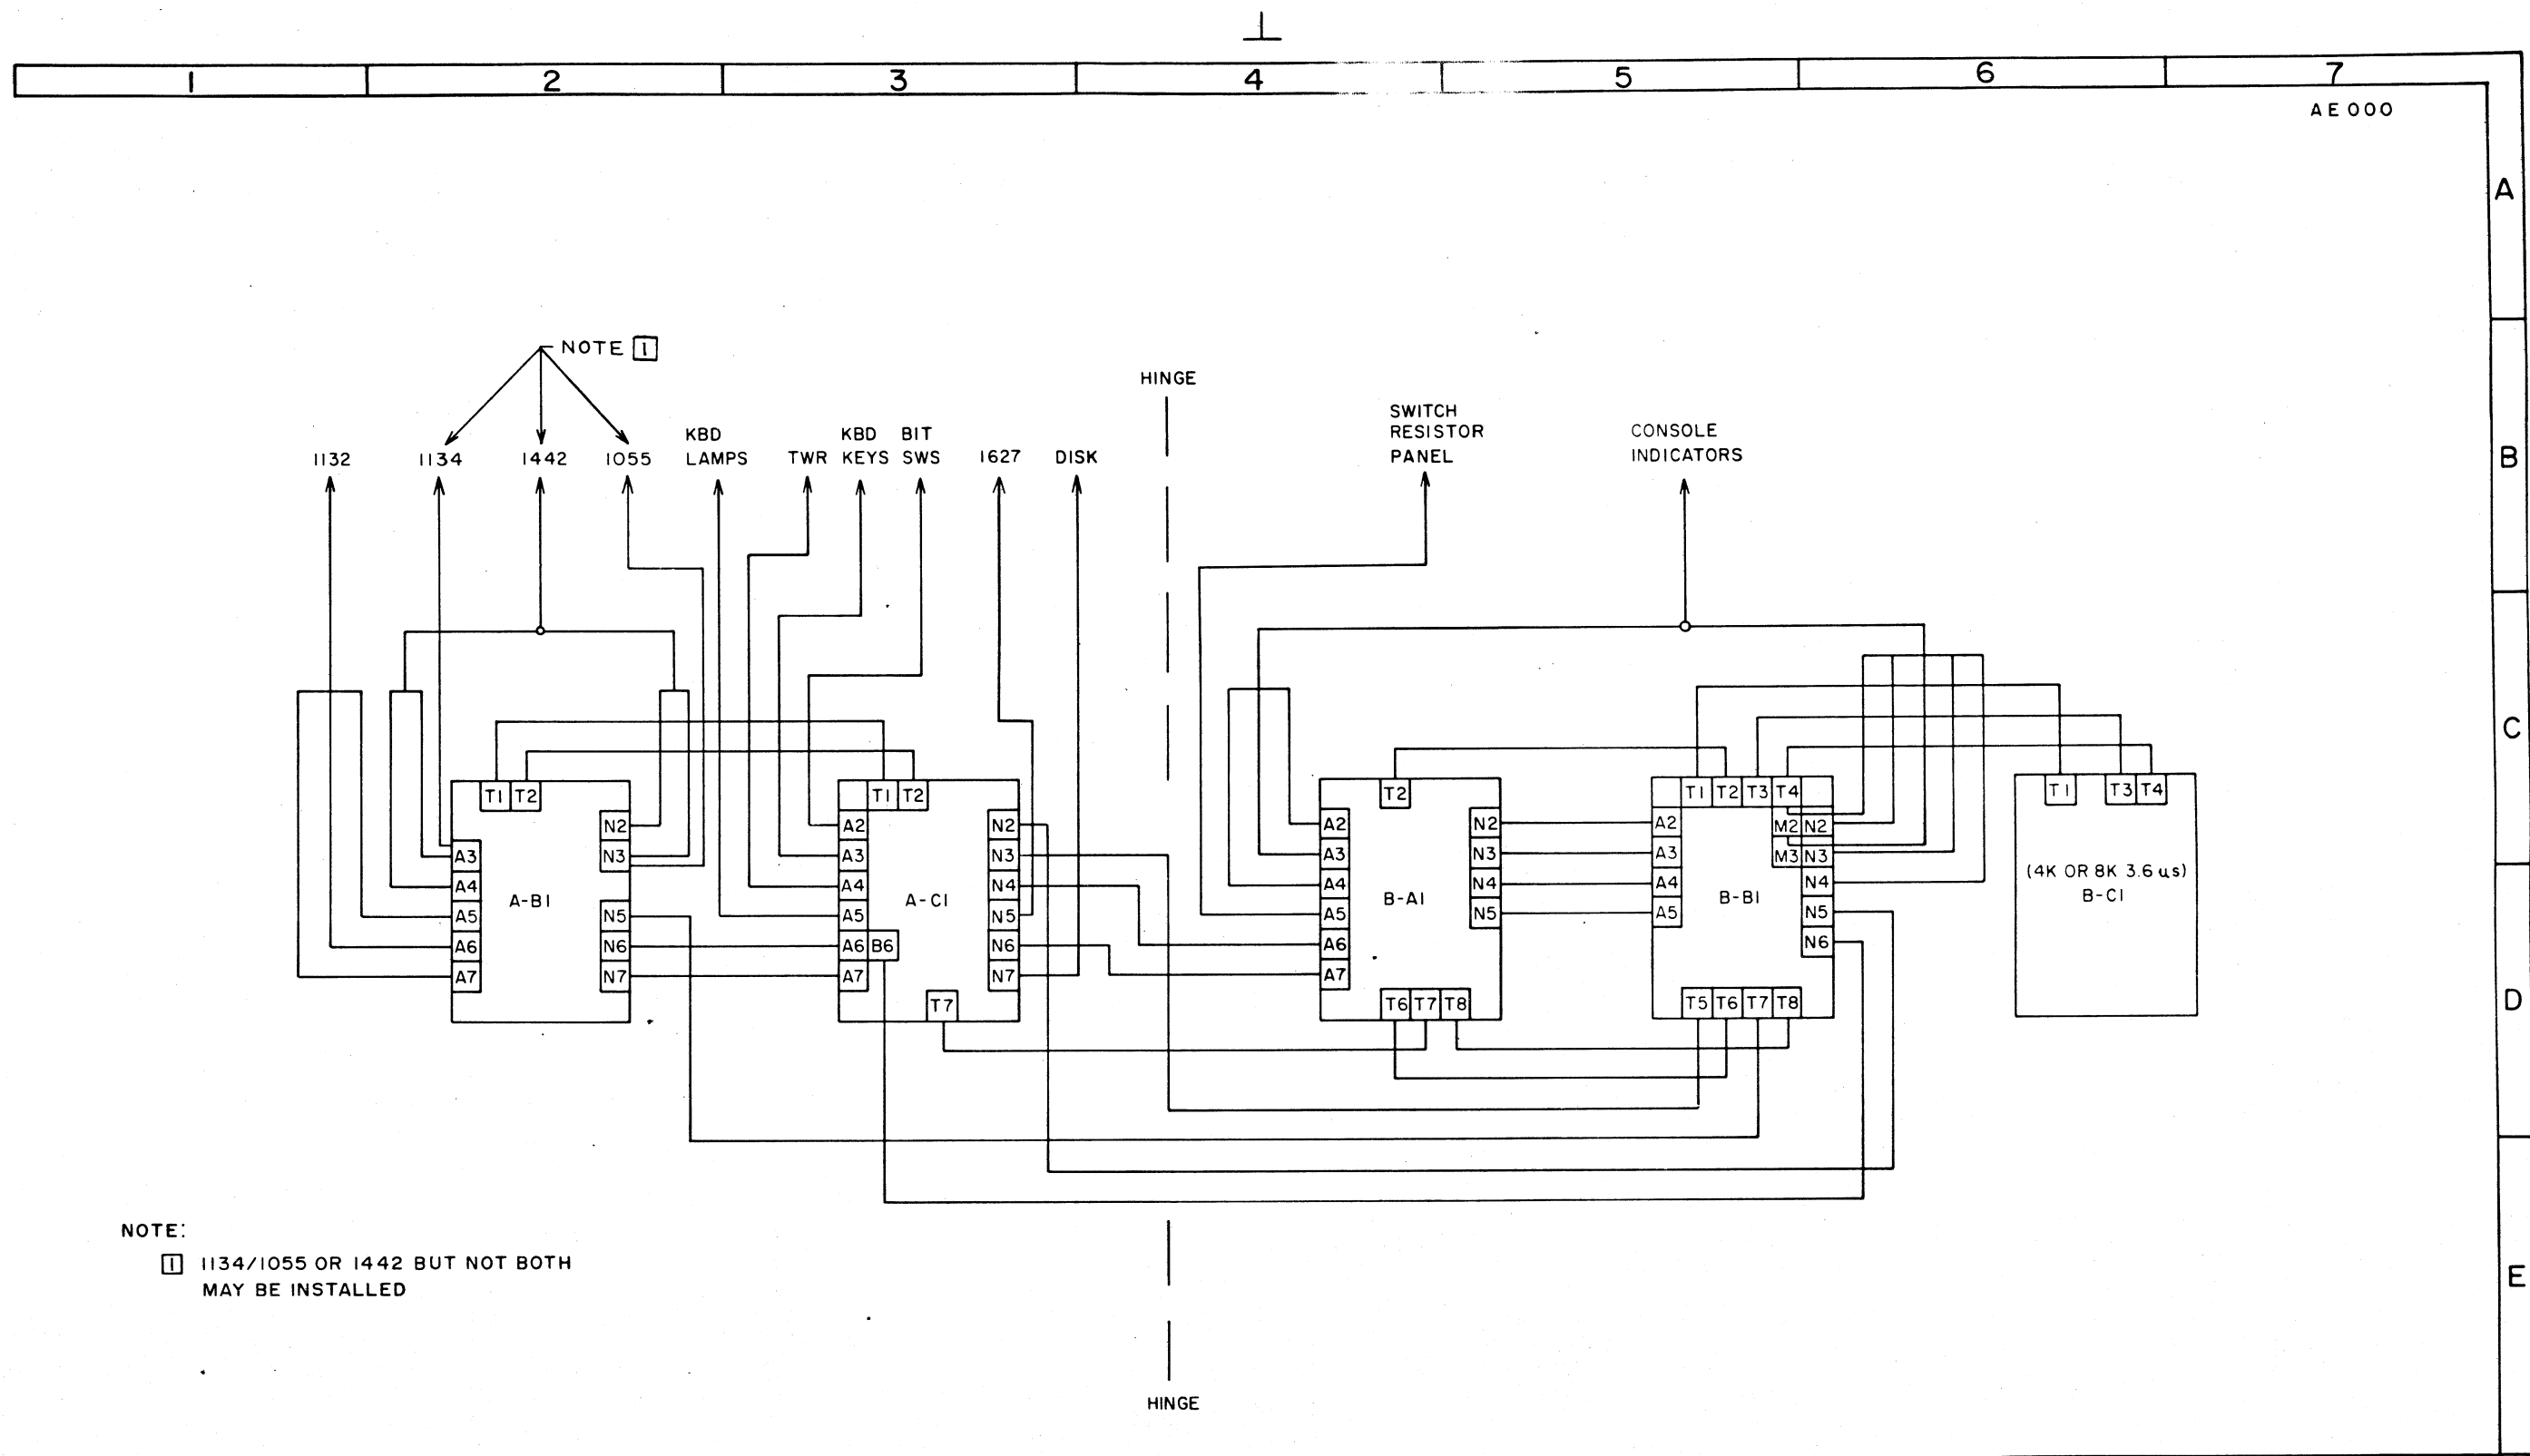 1 2 3 4 5 6 7
AE000
A
NOTE 1
HINGE
SWITCH
RESISTOR
PANEL
CONSOLE
INDICATORS
KBD
LAMPS
KBD
KEYS
BIT
SWS
1132 1134 1442 1055 TWR 1627 DISK
B
C
T1 T2
N2
A3 N3
A4
A-B1
A5 N5
A6 N6
A7 N7
T1 T2
A2 N2
A3 N3
A4 N4
A-C1
A5 N5
A6 B6 N6
A7 N7
T7
T2
A2 N2
A3 N3
A4 N4
B-A1
A5 N5
A6
A7
T6 T7 T8
T1 T2 T3 T4
A2 M2 N2
A3 M3 N3
A4 N4
B-B1
A5 N5
N6
T5 T6 T7 T8
T1 T3 T4
(4K OR 8K 3.6 us)
B-C1
D
NOTE:
1 1134/1055 OR 1442 BUT NOT BOTH
MAY BE INSTALLED
E
HINGE